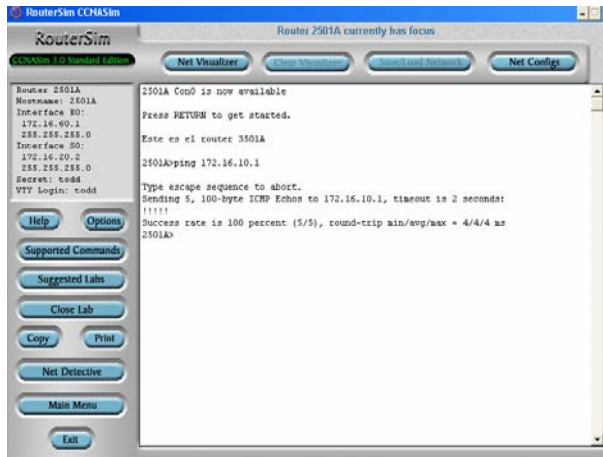 RouterSim CCNASim
RouterSim
CCNASim 3.0 Standard Edition
Router 2501A currently has focus
Net Visualizer
Clear Visualizer
Save/Load Network
Net Configs
Router 2501A
Hostname: 2501A
Interface E0:
172.16.60.1
255.255.255.0
Interface S0:
172.16.20.2
255.255.255.0
Secret: todd
VTY Login: todd
Help
Options
Supported Commands
Suggested Labs
Close Lab
Copy
Print
Net Detective
Main Menu
Exit
2501A Con0 is now available
Press RETURN to get started.
Este es el router 3501A
2501A>ping 172.16.10.1
Type escape sequence to abort.
Sending 5, 100-byte ICMP Echos to 172.16.10.1, timeout is 2 seconds:
!!!!!
Success rate is 100 percent (5/5), round-trip min/avg/max = 4/4/4 ms
2501A>